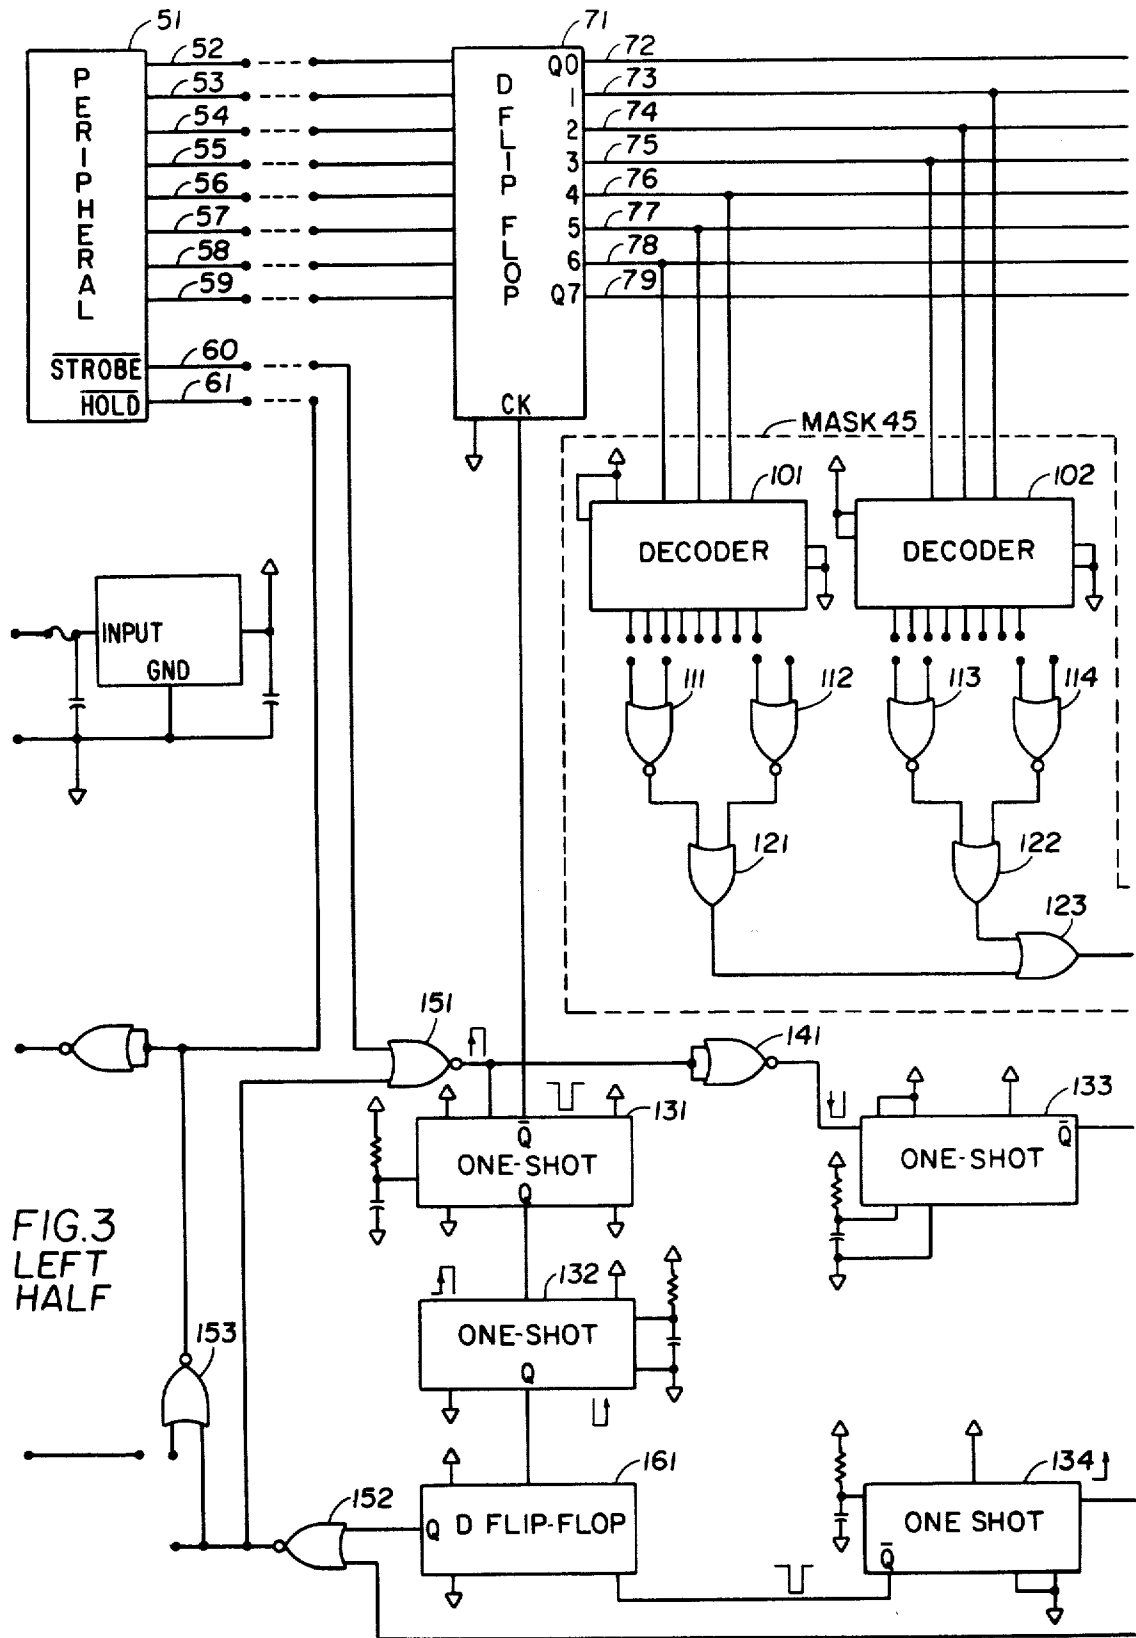 51
PERIPHERAL
52
53
54
55
56
57
58
59
STROBE
60
HOLD
61
71
D FLIP FLOP
Q0
1
2
3
4
5
6
Q7
CK
72
73
74
75
76
77
78
79
MASK 45
101
DECODER
102
DECODER
INPUT
GND
111
112
113
114
121
122
123
151
141
131
Q̅
ONE-SHOT
Q
133
Q̅
ONE-SHOT
132
ONE-SHOT
Q
FIG.3
LEFT
HALF
153
152
161
Q D FLIP-FLOP
134
ONE SHOT
Q̅